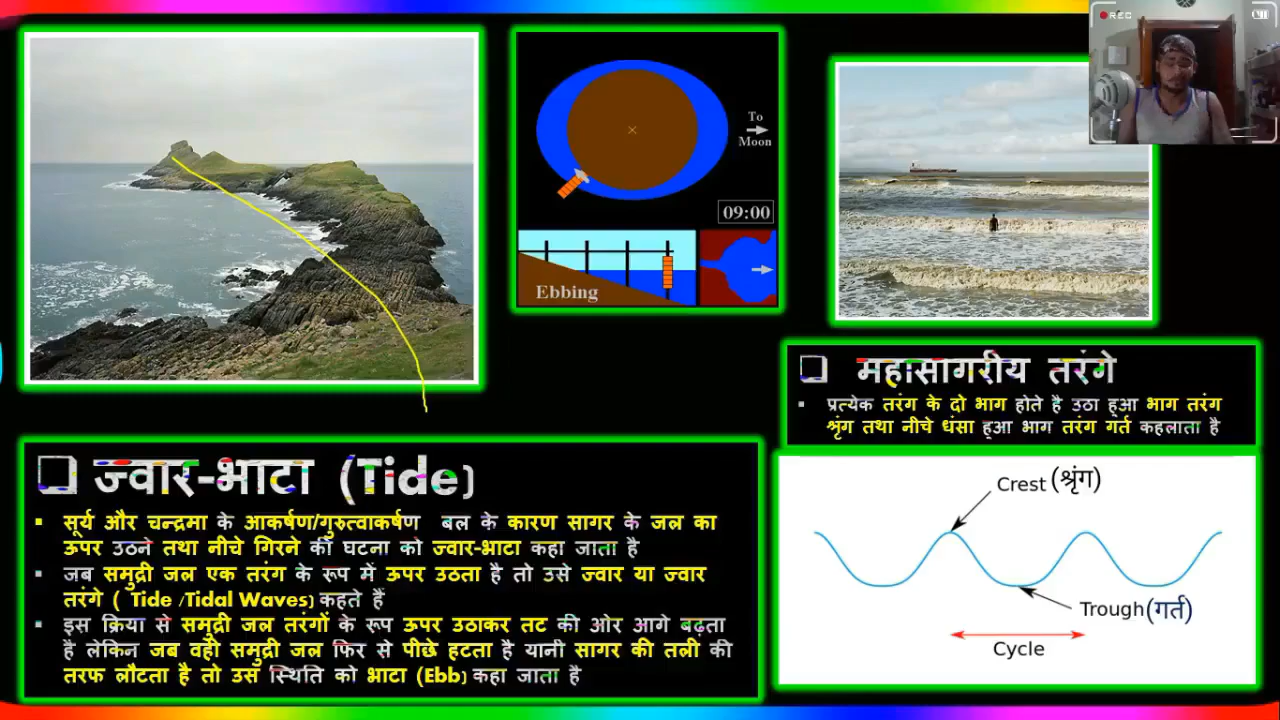 REC
To
Moon
09:00
Ebbing
महासागरीय तरंगे
प्रत्येक तरंग के दो भाग होते है उठा हुआ भाग तरंग
श्रृंग तथा नीचे धंसा हुआ भाग तरंग गर्त कहलाता है
Crest (श्रृंग)
Trough (गर्त)
Cycle
ज्वार-भाटा (Tide)
सूर्य और चन्द्रमा के आकर्षण/गुरुत्वाकर्षण बल के कारण सागर के जल का
ऊपर उठने तथा नीचे गिरने की घटना को ज्वार-भाटा कहा जाता है
जब समुद्री जल एक तरंग के रूप में ऊपर उठता है तो उसे ज्वार या ज्वार
तरंगे ( Tide /Tidal Waves) कहते हैं
इस क्रिया से समुद्री जल तरंगों के रूप ऊपर उठाकर तट की ओर आगे बढ़ता
है लेकिन जब वही समुद्री जल फिर से पीछे हटता है यानी सागर की तली की
तरफ लौटता है तो उस स्थिति को भाटा (Ebb) कहा जाता है